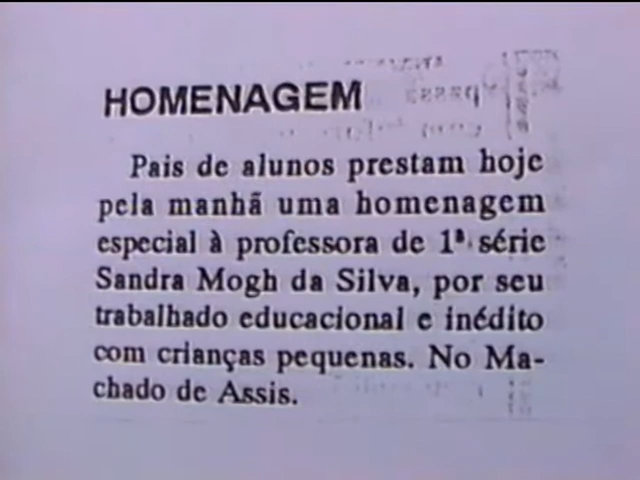 HOMENAGEM
Pais de alunos prestam hoje
pela manhã uma homenagem
especial à professora de 1ª série
Sandra Mogh da Silva, por seu
trabalhado educacional e inédito
com crianças pequenas. No Ma-
chado de Assis.